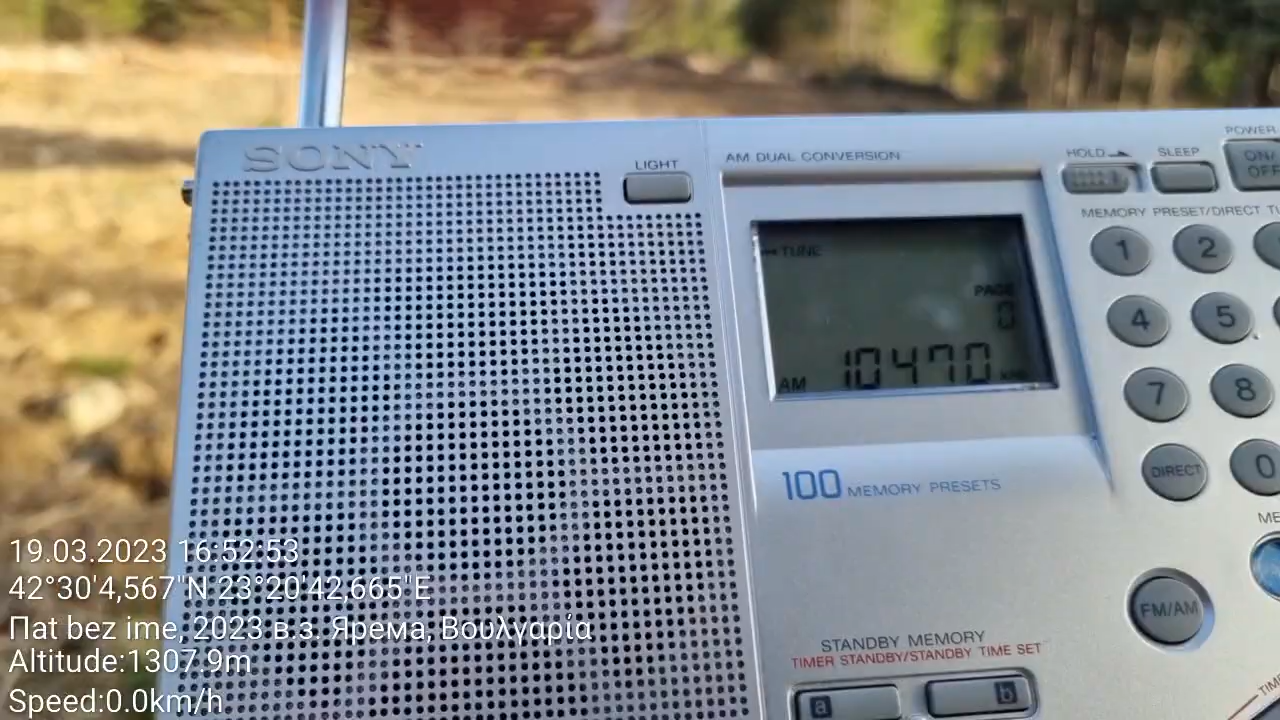 SONY
LIGHT
AM DUAL CONVERSION
HOLD
SLEEP
POWER
ON/
OFF
MEMORY PRESET/DIRECT
1 2
4 5
7 8
DIRECT 0
TUNE
PAGE
0
AM 10470
100 MEMORY PRESETS
FM/AM
STANDBY MEMORY
TIMER STANDBY/STANDBY TIME SET
a b
19.03.2023 16:52:53
42°30'4,567"N 23°20'42,665"E
Пat bez ime, 2023 в.з. Ярема, Βουλγαρία
Altitude:1307.9m
Speed:0.0km/h